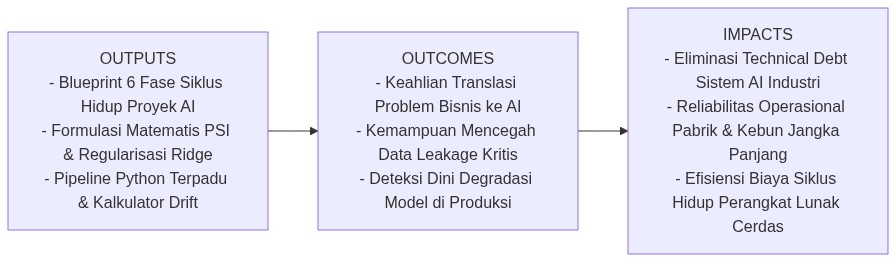 OUTPUTS
- Blueprint 6 Fase Siklus
Hidup Proyek AI
- Formulasi Matematis PSI
& Regularisasi Ridge
- Pipeline Python Terpadu
& Kalkulator Drift
OUTCOMES
- Keahlian Translasi
Problem Bisnis ke AI
- Kemampuan Mencegah
Data Leakage Kritis
- Deteksi Dini Degradasi
Model di Produksi
IMPACTS
- Eliminasi Technical Debt
Sistem AI Industri
- Reliabilitas Operasional
Pabrik & Kebun Jangka
Panjang
- Efisiensi Biaya Siklus
Hidup Perangkat Lunak
Cerdas